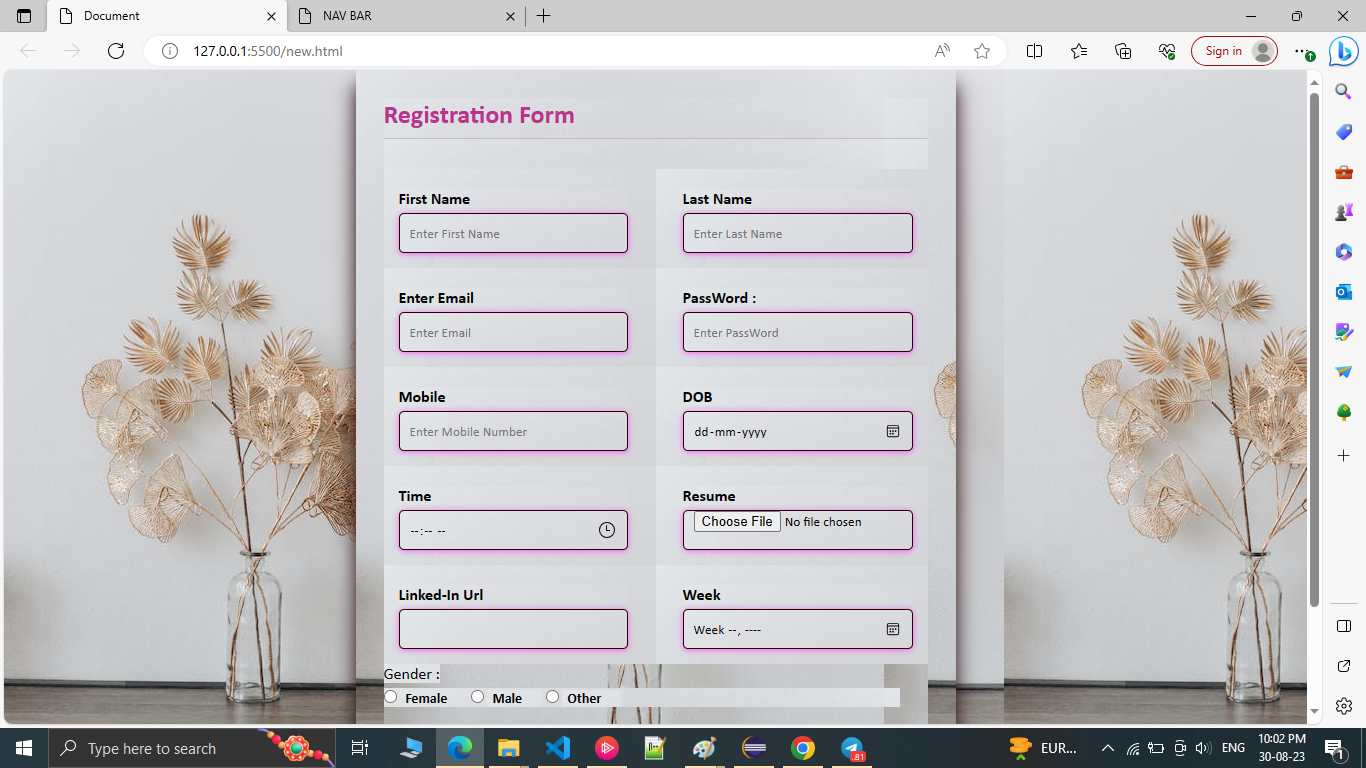 Document
NAV BAR
127.0.0.1:5500/new.html
Sign in
Registration Form
First Name
Last Name
Enter First Name
Enter Last Name
Enter Email
PassWord :
Enter Email
Enter PassWord
Mobile
DOB
Enter Mobile Number
dd-mm-yyyy
Time
Resume
--:-- --
Choose File No file chosen
Linked-In Url
Week
Week --, ----
Gender :
Female Male Other
Type here to search
81
EUR...
ENG
10:02 PM
30-08-23
1